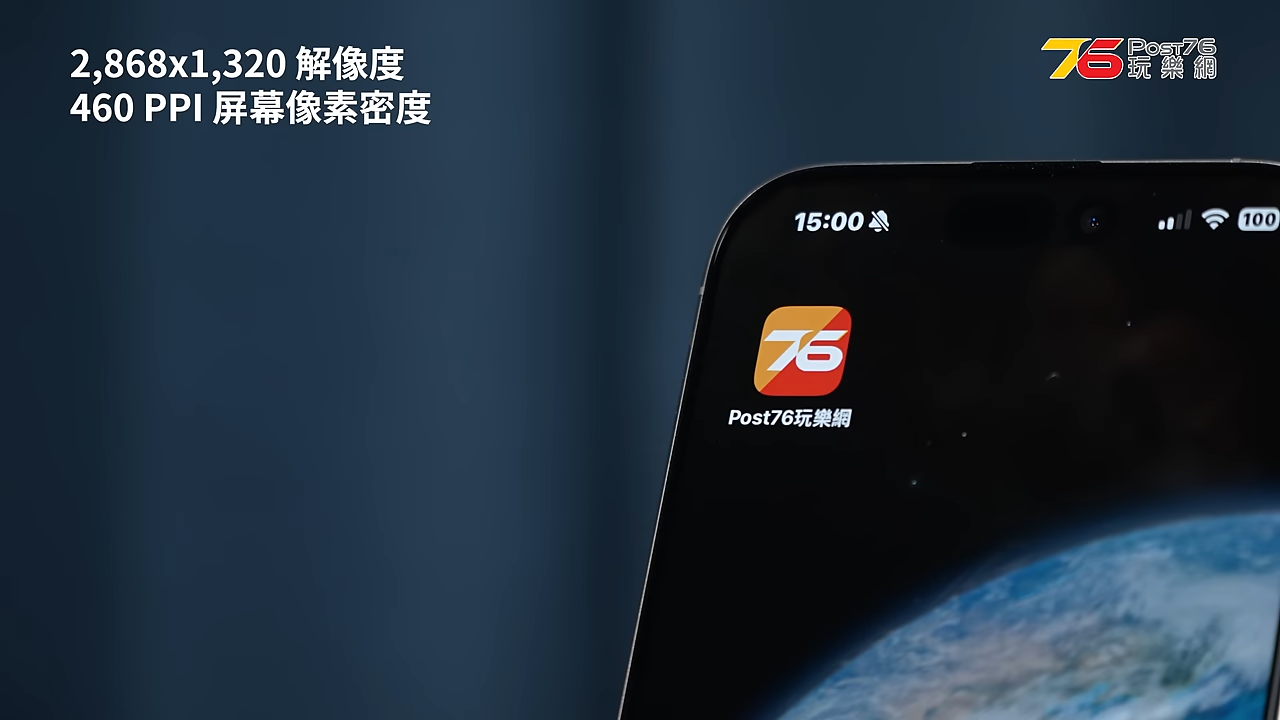 2,868x1,320 解像度
460 PPI 屏幕像素密度
76 Post76
玩樂網
15:00
100
76
Post76玩樂網